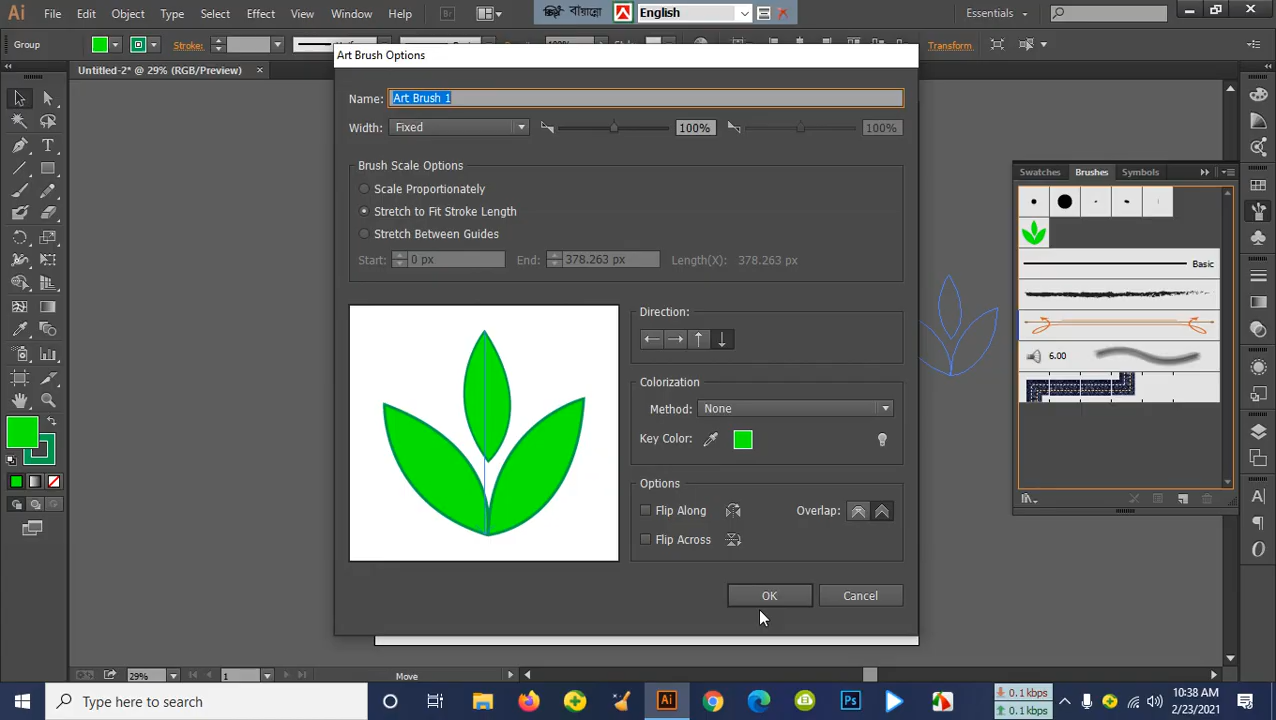 Ai File Edit Object Type Select Effect View Window Help Br English Essentials
Group Stroke: Transform
Untitled-2* @ 29% (RGB/Preview) ×
Art Brush Options
Name: Art Brush 1
Width: Fixed 100% 100%
Brush Scale Options
Scale Proportionately
Stretch to Fit Stroke Length
Stretch Between Guides
Start: 0 px End: 378.263 px Length(X): 378.263 px
Direction:
Colorization
Method: None
Key Color:
Options
Flip Along Overlap:
Flip Across
OK Cancel
Swatches Brushes Symbols
Basic
6.00
29% 1 Move
Type here to search
Ai Ps
0.1 kbps
0.1 kbps
10:38 AM
2/23/2021